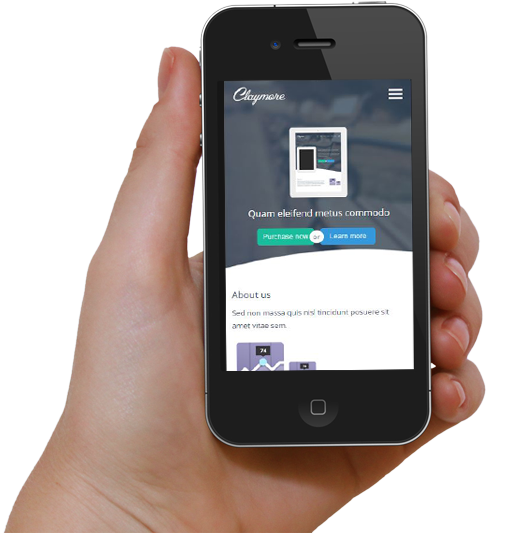 Claymore
Quam eleifend metus commodo
Purchase now or Learn more
About us
Sed non massa quis nisl tincidunt posuere sit
amet vitae sem.
74